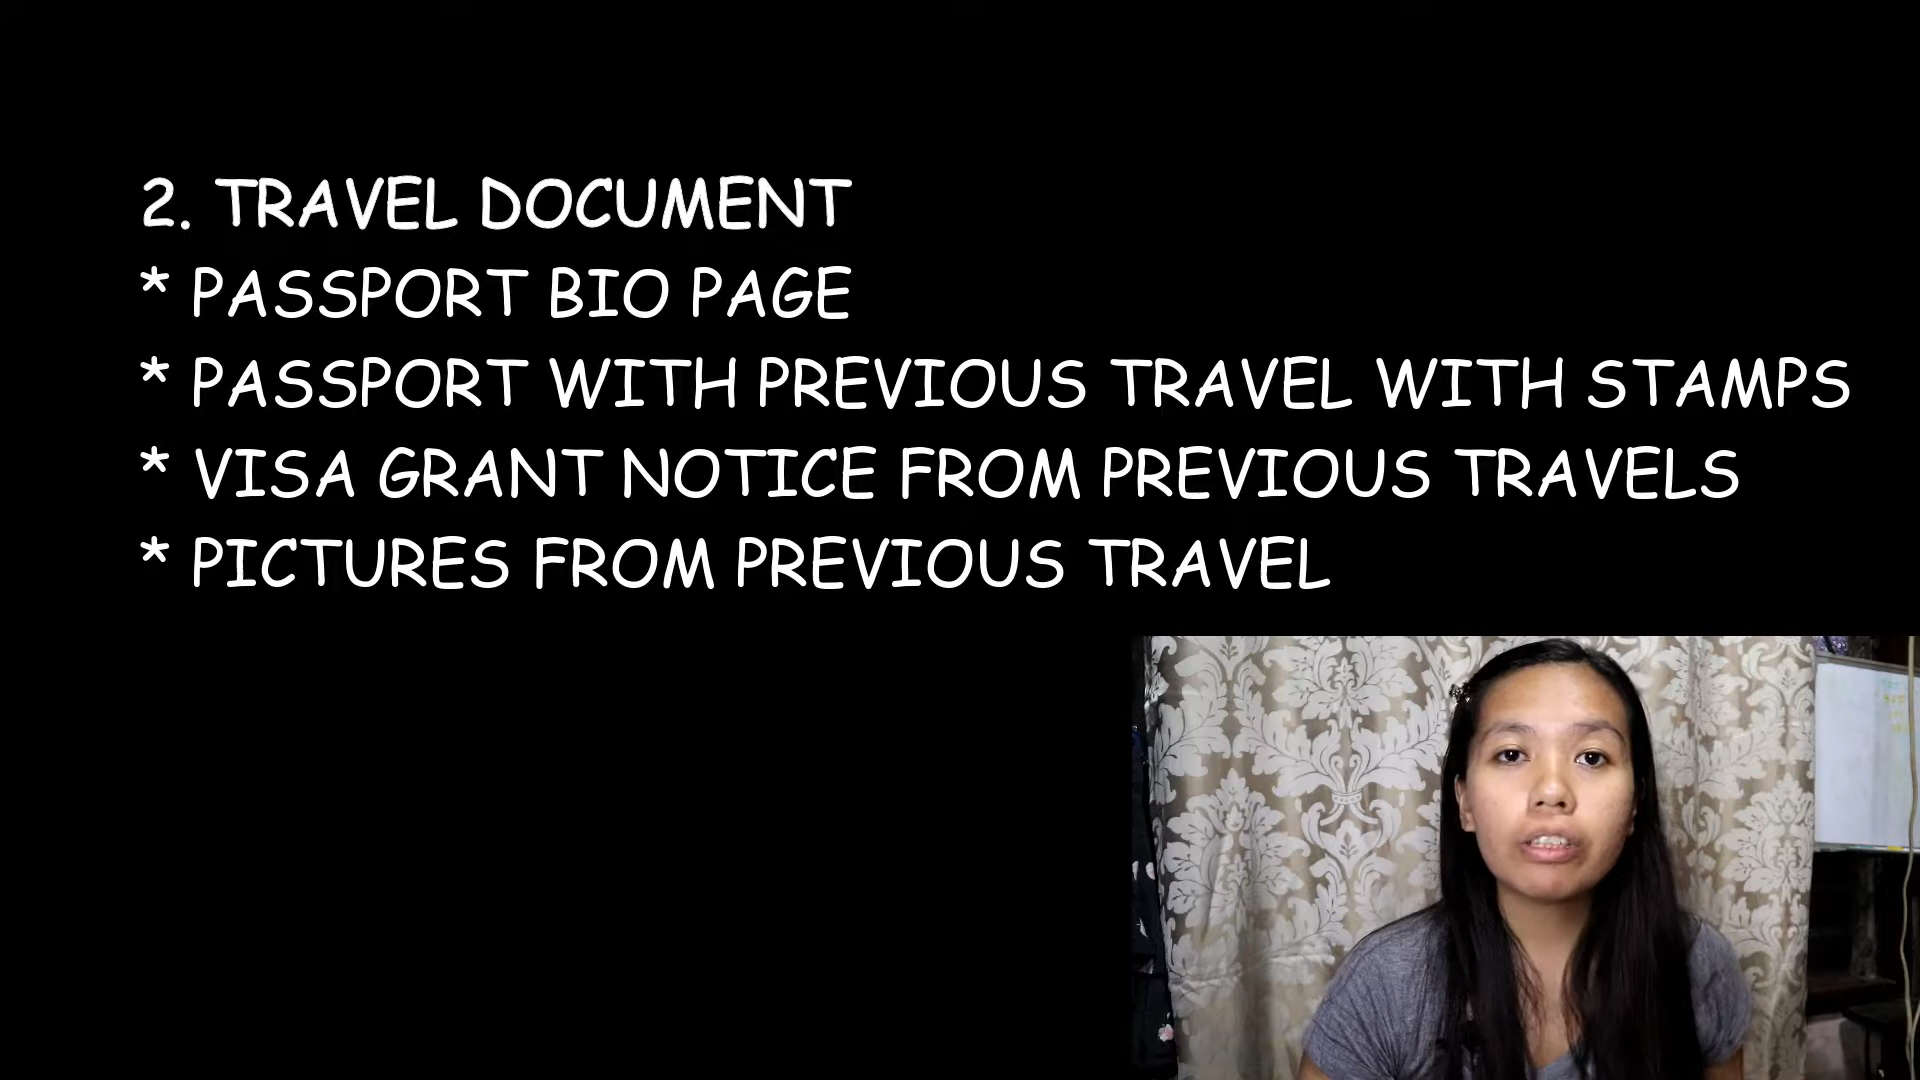 2. TRAVEL DOCUMENT
* PASSPORT BIO PAGE
* PASSPORT WITH PREVIOUS TRAVEL WITH STAMPS
* VISA GRANT NOTICE FROM PREVIOUS TRAVELS
* PICTURES FROM PREVIOUS TRAVEL